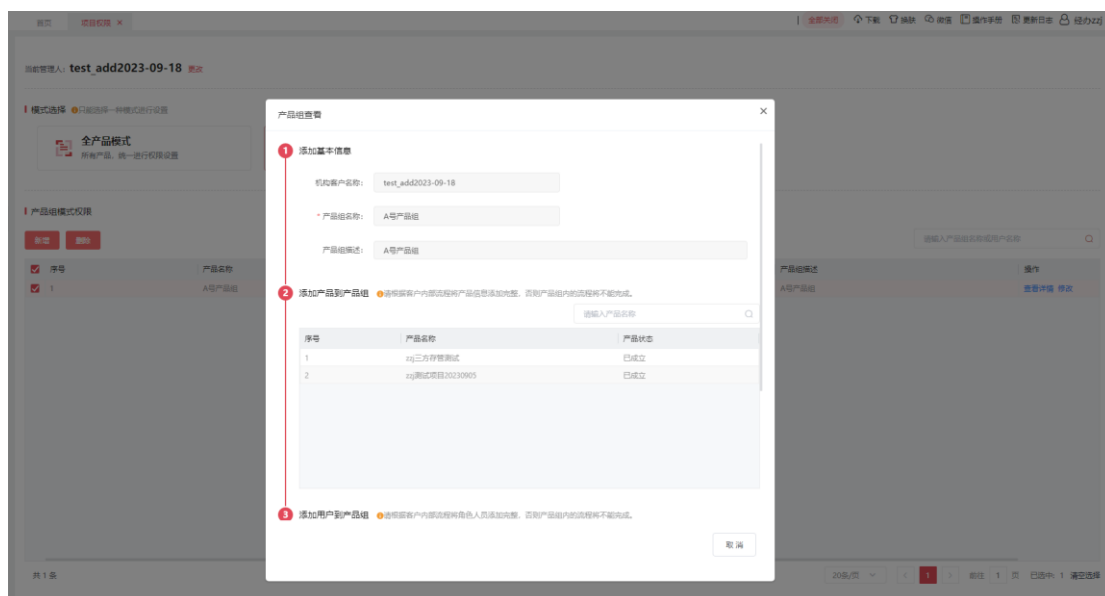 首页 项目权限 × 全部关闭 下载 换肤 微信 操作手册 更新日志 经办zzj
当前管理人: test_add2023-09-18 更改
模式选择 只能选择一种模式进行设置
全产品模式
所有产品，统一进行权限设置
产品组查看 ×
1 添加基本信息
机构客户名称: test_add2023-09-18
* 产品组名称: A号产品组
产品组描述: A号产品组
产品组模式权限
新增 删除 请输入产品组名称或用户名称
序号 产品名称 产品组描述 操作
1 A号产品组 A号产品组 查看详情 修改
2 添加产品到产品组 请根据客户内部流程将产品信息添加完整，否则产品组内的流程将不能完成。
请输入产品名称
序号 产品名称 产品状态
1 zzj三方存管测试 已成立
2 zzj测试项目20230905 已成立
3 添加用户到产品组 请根据客户内部流程将角色人员添加完整，否则产品组内的流程将不能完成。
取消
共 1 条 20条/页 < 1 > 前往 1 页 已选中: 1 清空选择